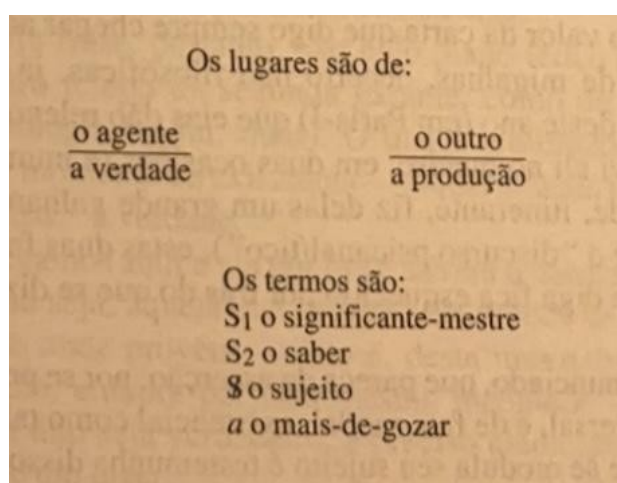 Os lugares são de:
o agente
a verdade
o outro
a produção
Os termos são:
S1 o significante-mestre
S2 o saber
$ o sujeito
a o mais-de-gozar